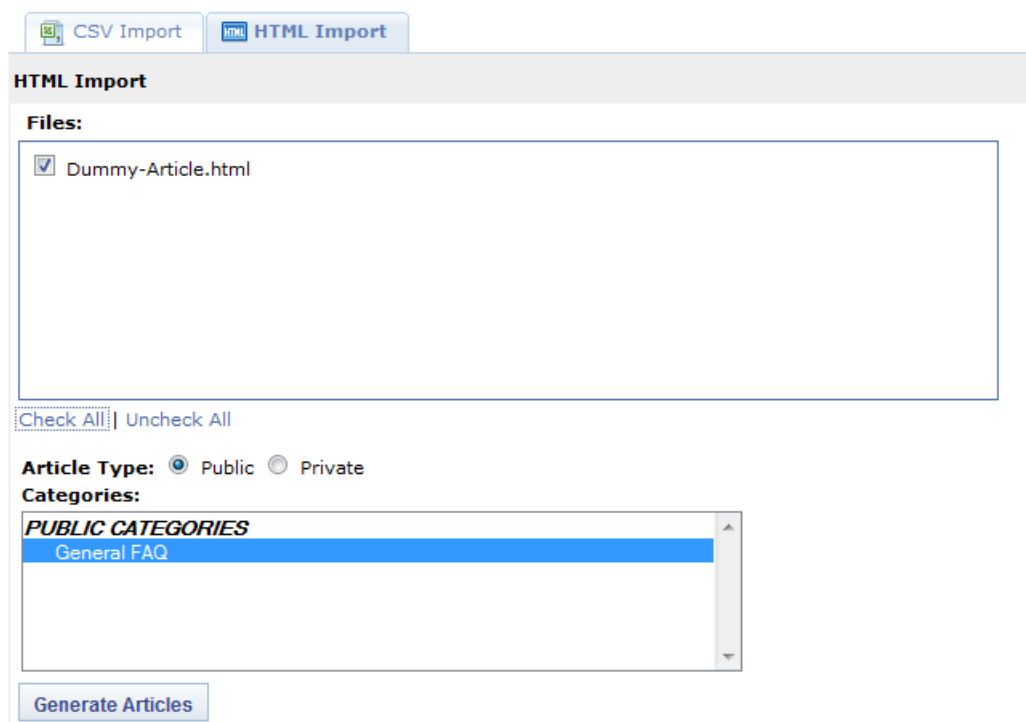 CSV Import HTML HTML Import
HTML Import
Files:
Dummy-Article.html
Check All | Uncheck All
Article Type: Public Private
Categories:
PUBLIC CATEGORIES
General FAQ
Generate Articles